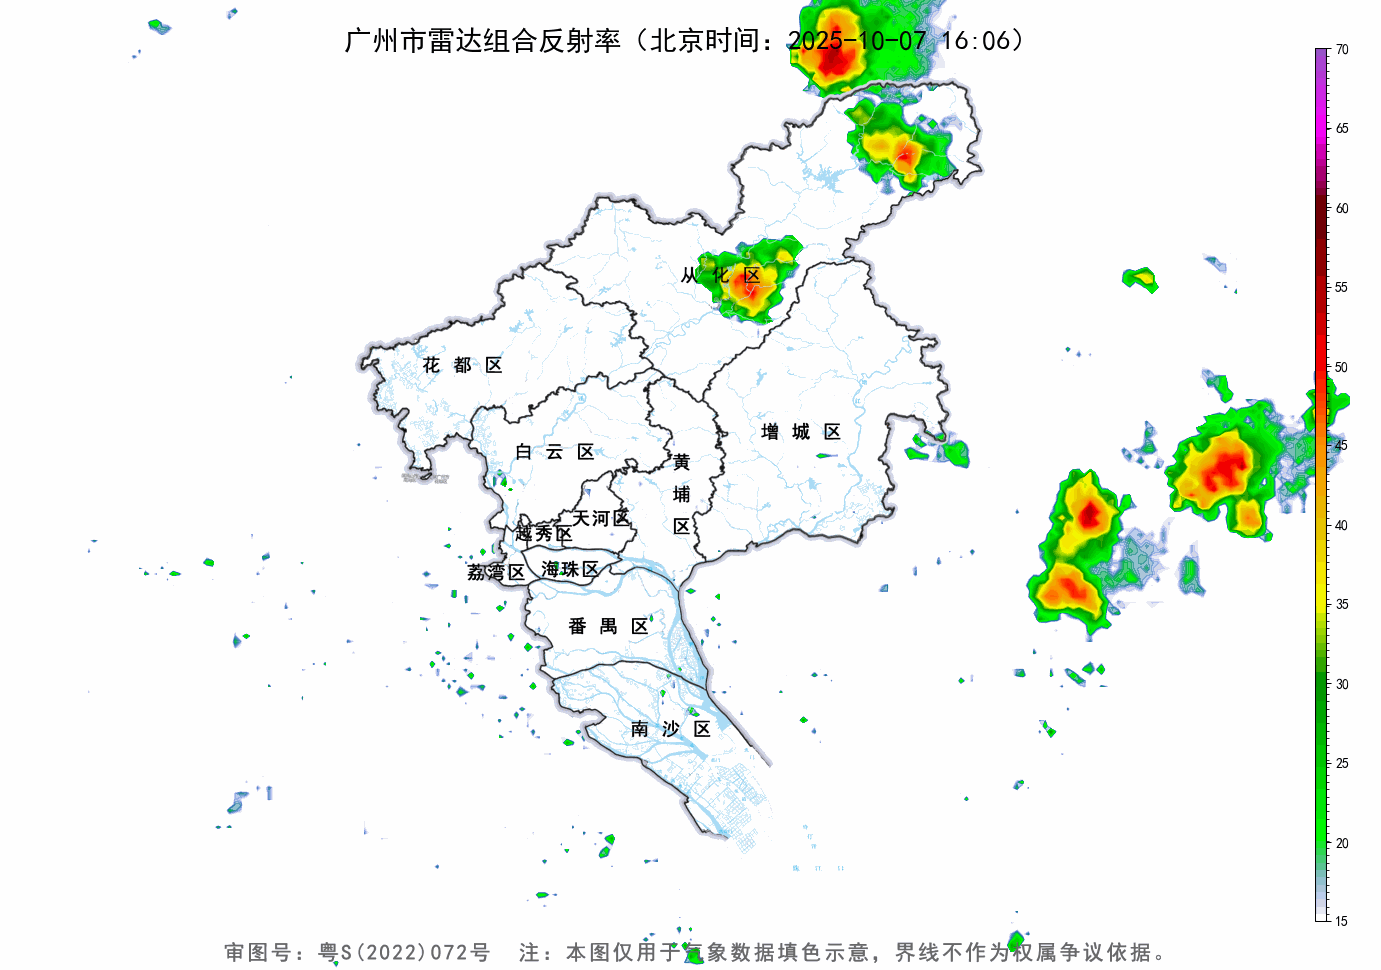 广州市雷达组合反射率（北京时间：2025-10-07 16:06）
70
65
60
55
50
45
40
35
30
25
20
15
从化区
花都区
增城区
白云区
黄埔区
天河区
越秀区
荔湾区
海珠区
番禺区
南沙区
审图号：粤S(2022)072号 注：本图仅用于气象数据填色示意，界线不作为权属争议依据。